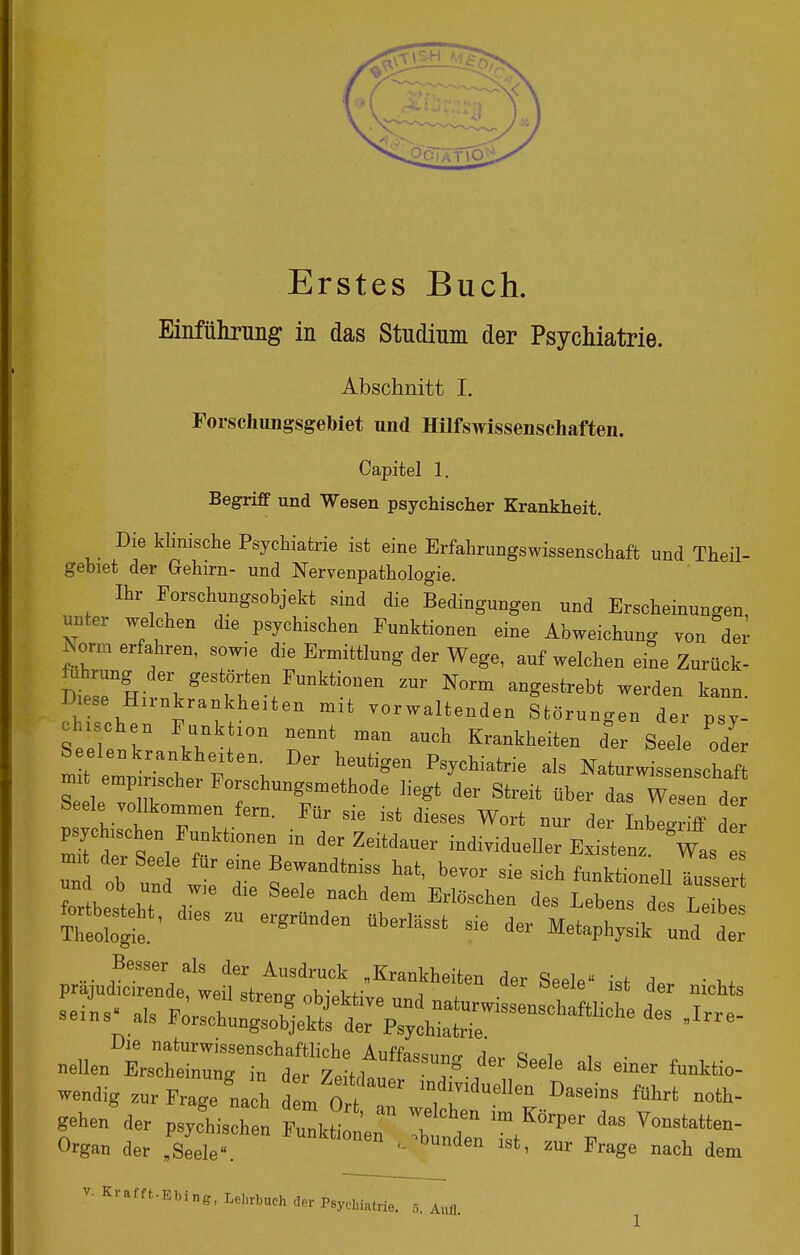 BRITISH MEDICAL
Library
OCIATION
Erstes Buch.
Einführung in das Studium der Psychiatrie.
Abschnitt I.
Forschungsgebiet und Hilfswissenschaften.
Capitel 1.
Begriff und Wesen psychischer Krankheit.
Die klinische Psychiatrie ist eine Erfahrungswissenschaft und Theil-
gebiet der Gehirn- und Nervenpathologie.
Ihr Forschungsobjekt sind die Bedingungen und Erscheinungen,
unter welchen die psychischen Funktionen eine Abweichung von der
Norm erfahren, sowie die Ermittlung der Wege, auf welchen eine Zurück-
führung der gestörten Funktionen zur Norm angestrebt werden kann.
Diese Hirnkrankheiten mit vorwaltenden Störungen der psy-
chischen Funktion nennt man auch Krankheiten der Seele oder
Seelenkrankheiten. Der heutigen Psychiatrie als Naturwissenschaft
mit empirischer Forschungsmethode liegt der Streit über das Wesen der
Seele vollkommen fern. Für sie ist dieses Wort nur der Inbegriff der
psychischen Funktionen in der Zeitdauer individueller Existenz. Was es
mit der Seele für eine Bewandtniss hat, bevor sie sich funktionell äussert
und ob und wie die Seele nach dem Erlöschen des Lebens des Leibes
fortbesteht, dies zu ergründen überlässt sie der Metaphysik und der
Theologie.
Besser als der Ausdruck „Krankheiten der Seele“ ist der nichts
präjudicirende, weil streng objektive und naturwissenschaftliche des „Irre-
seins“ als Forschungsobjekts der Psychiatrie.
Die naturwissenschaftliche Auffassung der Seele als einer funktio-
nellen Erscheinung in der Zeitdauer individuellen Daseins führt noth-
wendig zur Frage nach dem Ort, an welchen im Körper das Vonstatten-
gehen der psychischen Funktionen bunden ist, zur Frage nach dem
Organ der „Seele“.
v. Krafft-Ebing, Lehrbuch der Psychiatrie. 5. Aufl.
1